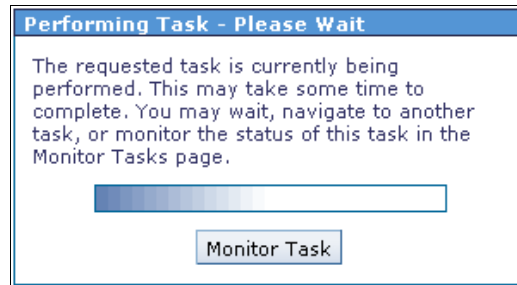 Performing Task - Please Wait
The requested task is currently being
performed. This may take some time to
complete. You may wait, navigate to another
task, or monitor the status of this task in the
Monitor Tasks page.
Monitor Task